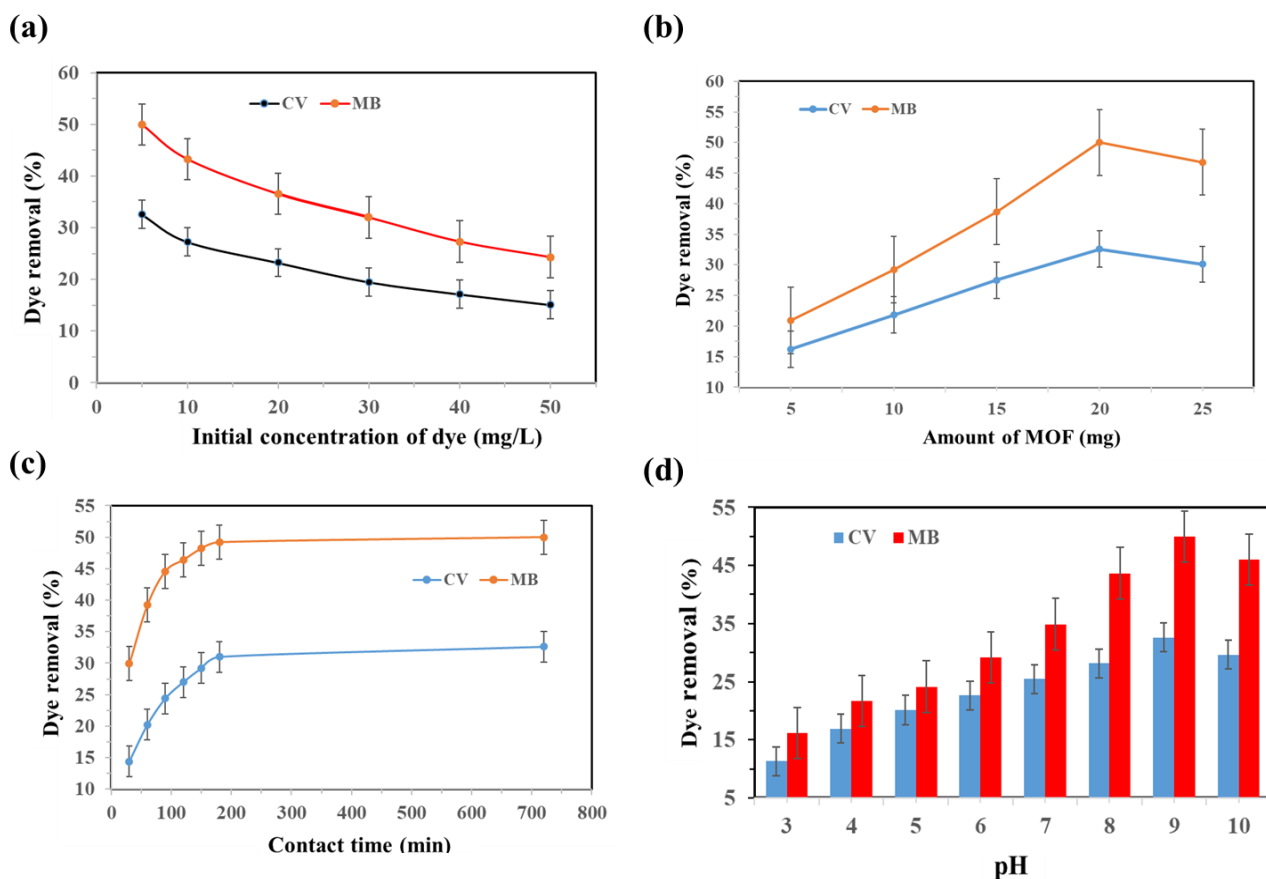 (a)
60
50
40
30
20
10
0
Dye removal (%)
CV MB
0 10 20 30 40 50
Initial concentration of dye (mg/L)
(b)
60
55
50
45
40
35
30
25
20
15
10
Dye removal (%)
CV MB
5 10 15 20 25
Amount of MOF (mg)
(c)
55
50
45
40
35
30
25
20
15
10
Dye removal (%)
CV MB
0 100 200 300 400 500 600 700 800
Contact time (min)
(d)
55
45
35
25
15
5
Dye removal (%)
CV MB
3 4 5 6 7 8 9 10
pH